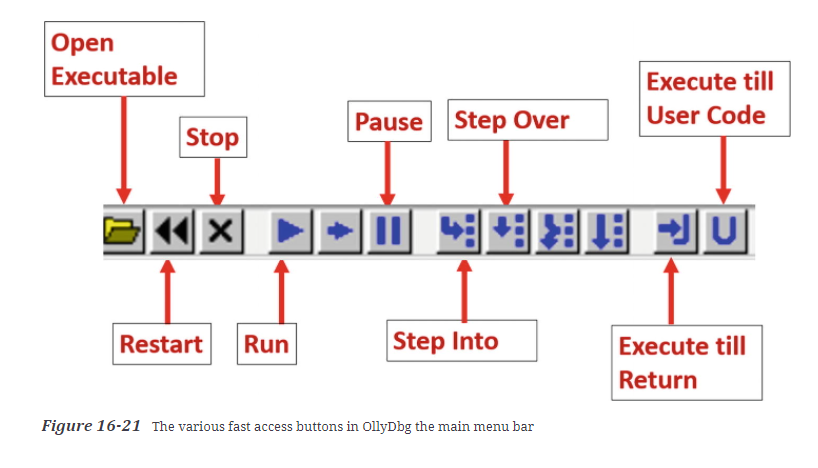 Open
Executable
Stop
Pause
Step Over
Execute till
User Code
U
Restart
Run
Step Into
Execute till
Return
Figure 16-21 The various fast access buttons in OllyDbg the main menu bar